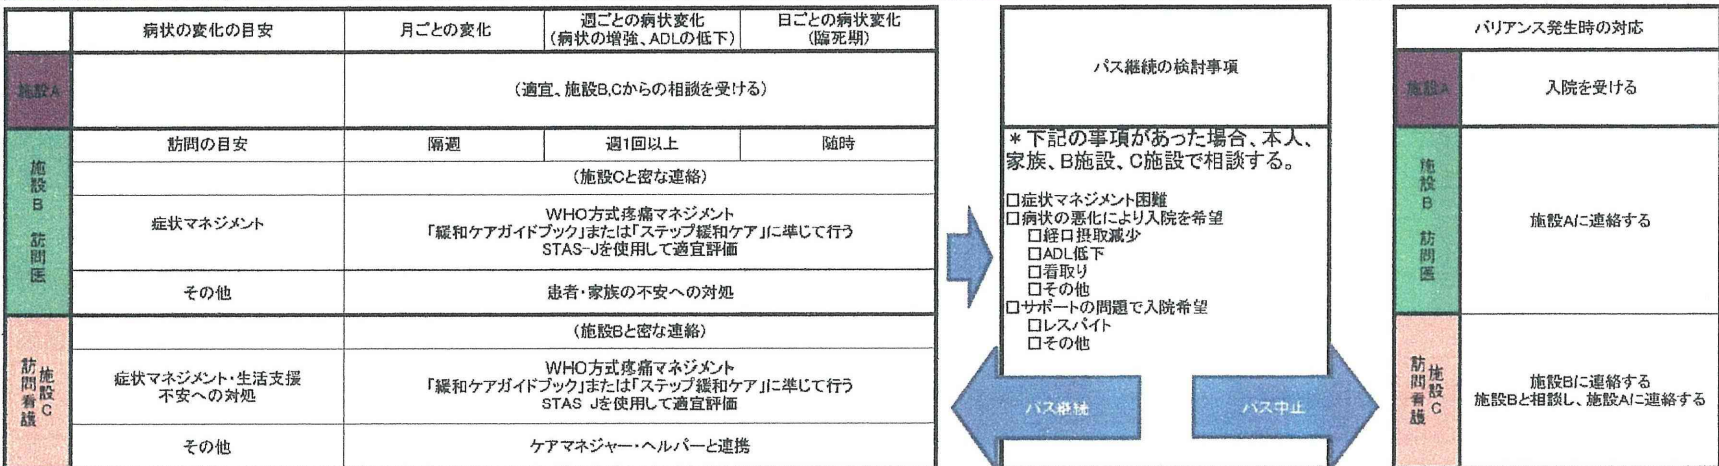 病状の変化の目安
月ごとの変化
週ごとの病状変化
(病状の増強、ADLの低下)
日ごとの病状変化
(臨死期)
施設A
(適宜、施設B,Cからの相談を受ける)
施設B 訪問医
訪問の目安
隔週
週1回以上
随時
(施設Cと密な連絡)
症状マネジメント
WHO方式疼痛マネジメント
「緩和ケアガイドブック」または「ステップ緩和ケア」に準じて行う
STAS-Jを使用して適宜評価
その他
患者・家族の不安への対処
施設C
訪問看護
(施設Bと密な連絡)
症状マネジメント・生活支援
不安への対処
WHO方式疼痛マネジメント
「緩和ケアガイドブック」または「ステップ緩和ケア」に準じて行う
STAS-Jを使用して適宜評価
その他
ケアマネジャー・ヘルパーと連携
パス継続の検討事項
*下記の事項があった場合、本人、
家族、B施設、C施設で相談する。
□症状マネジメント困難
□病状の悪化により入院を希望
□経口摂取減少
□ADL低下
□看取り
□その他
□サポートの問題で入院希望
□レスパイト
□その他
パス継続
パス中止
バリアンス発生時の対応
施設A
入院を受ける
施設B 訪問医
施設Aに連絡する
施設C
訪問看護
施設Bに連絡する
施設Bと相談し、施設Aに連絡する